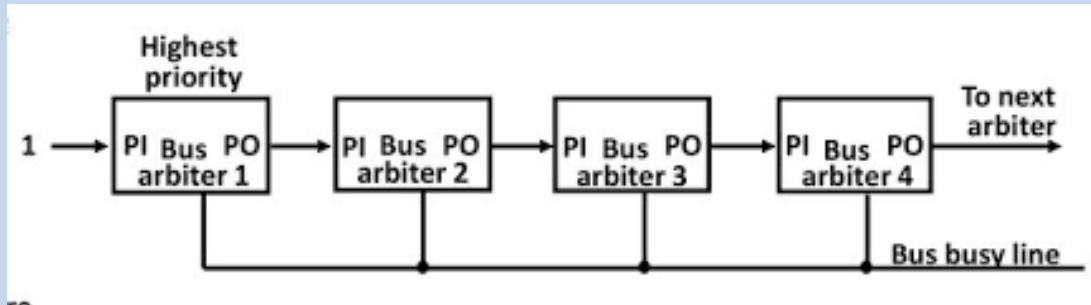 Highest
priority
1
PI Bus PO
arbiter 1
PI Bus PO
arbiter 2
PI Bus PO
arbiter 3
PI Bus PO
arbiter 4
To next
arbiter
Bus busy line